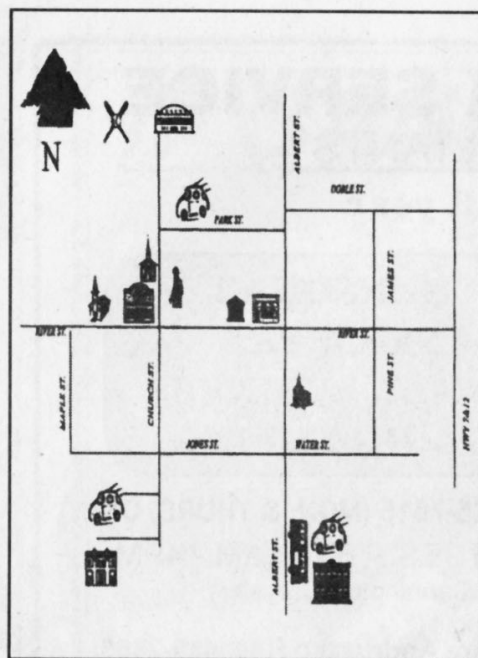 N
ALBERT ST.
DOBLE ST.
PARK ST.
JAMES ST.
RIVER ST.
RIVER ST.
MAPLE ST.
CHURCH ST.
PINE ST.
HWY 7&12
JONES ST.
WATER ST.
ALBERT ST.